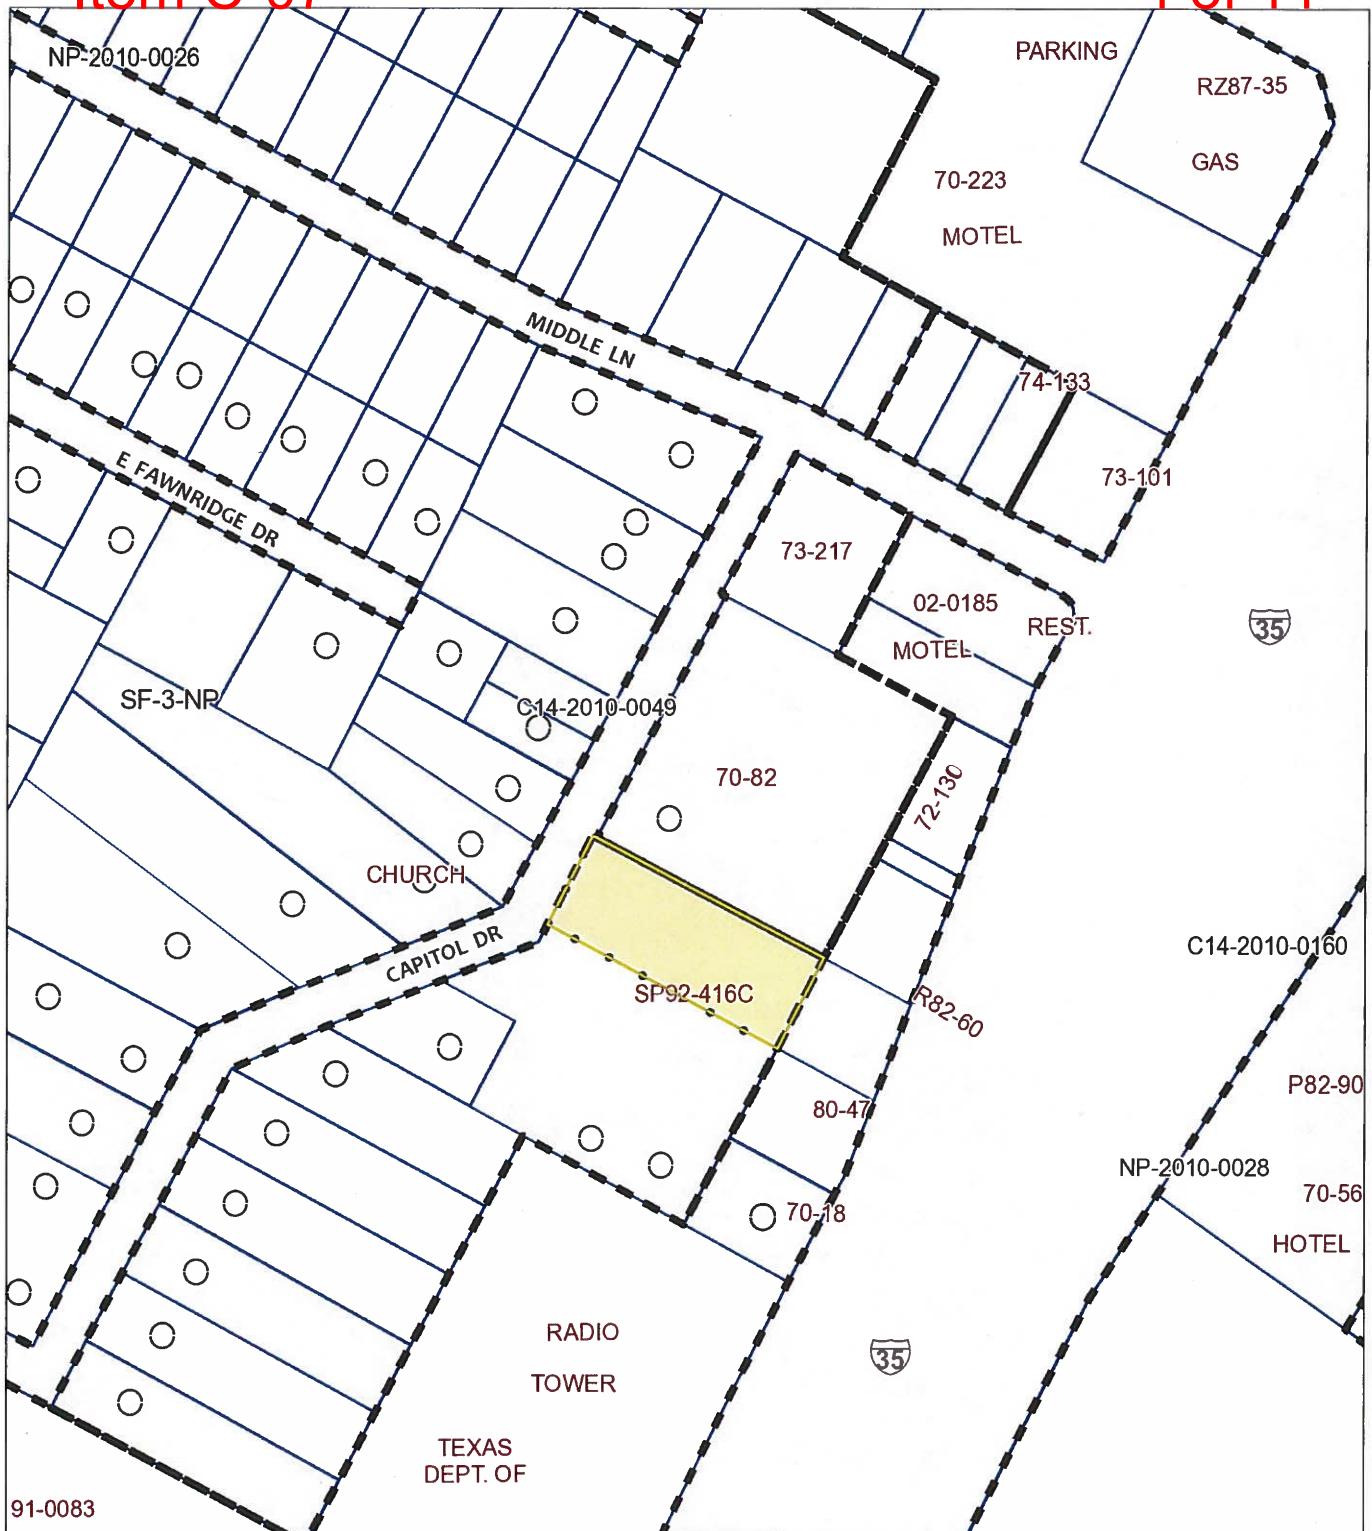 NP-2010-0026
PARKING
RZ87-35
GAS
70-223
MOTEL
MIDDLE LN
74-133
73-101
E FAWNRIDGE DR
73-217
02-0185
REST.
MOTEL
35
SF-3-NP
C14-2010-0049
70-82
72-130
CHURCH
CAPITOL DR
C14-2010-0160
SP92-416C
R82-60
P82-90
80-47
NP-2010-0028
70-56
70-18
HOTEL
RADIO
TOWER
35
TEXAS
DEPT. OF
91-0083